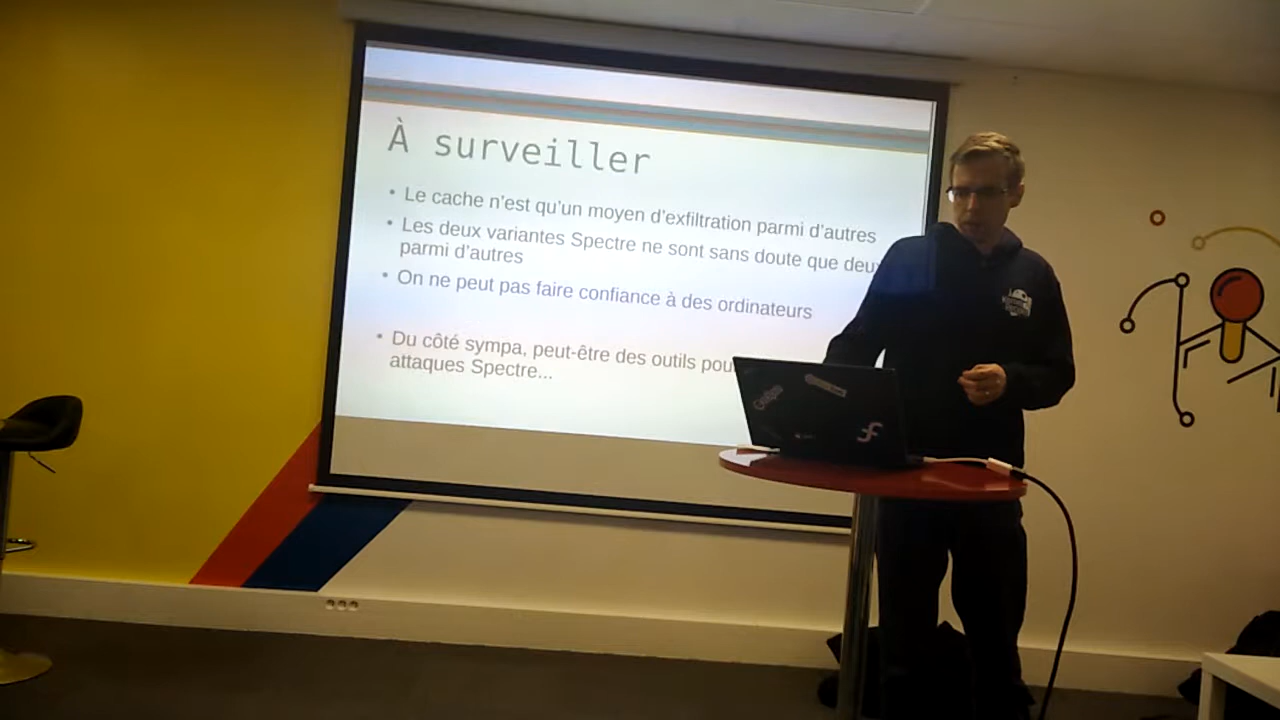 À surveiller
• Le cache n'est qu'un moyen d'exfiltration parmi d'autres
• Les deux variantes Spectre ne sont sans doute que deux
parmi d'autres
• On ne peut pas faire confiance à des ordinateurs
• Du côté sympa, peut-être des outils
attaques Spectre...